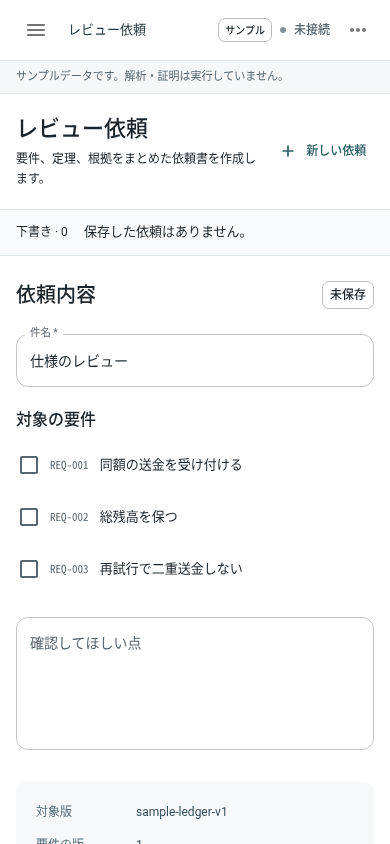 レビュー依頼
サンプル
未接続
サンプルデータです。解析・証明は実行していません。
レビュー依頼
要件、定理、根拠をまとめた依頼書を作成し
ます。
新しい依頼
下書き · 0 保存した依頼はありません。
依頼内容
未保存
件名 *
仕様のレビュー
対象の要件
REQ-001 同額の送金を受け付ける
REQ-002 総残高を保つ
REQ-003 再試行で二重送金しない
確認してほしい点
対象版 sample-ledger-v1
要件の版 1